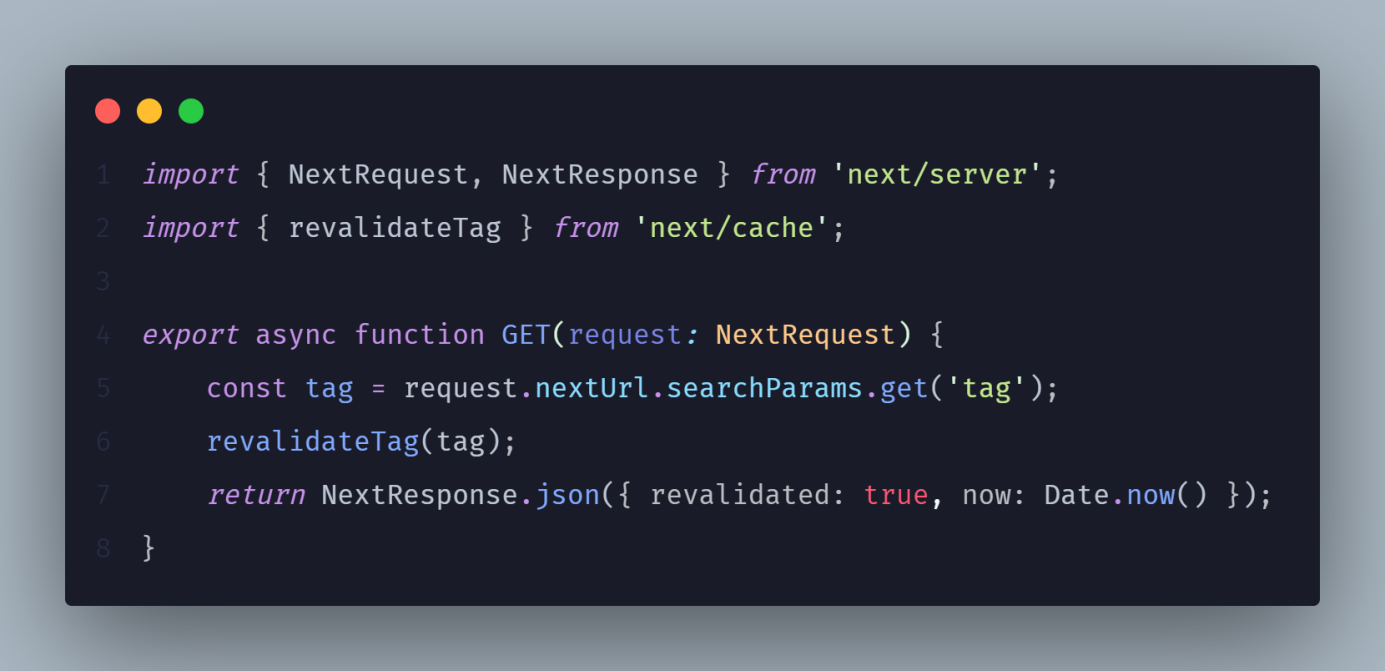 1 import { NextRequest, NextResponse } from 'next/server';
2 import { revalidateTag } from 'next/cache';
3
4 export async function GET(request: NextRequest) {
5     const tag = request.nextUrl.searchParams.get('tag');
6     revalidateTag(tag);
7     return NextResponse.json({ revalidated: true, now: Date.now() });
8 }